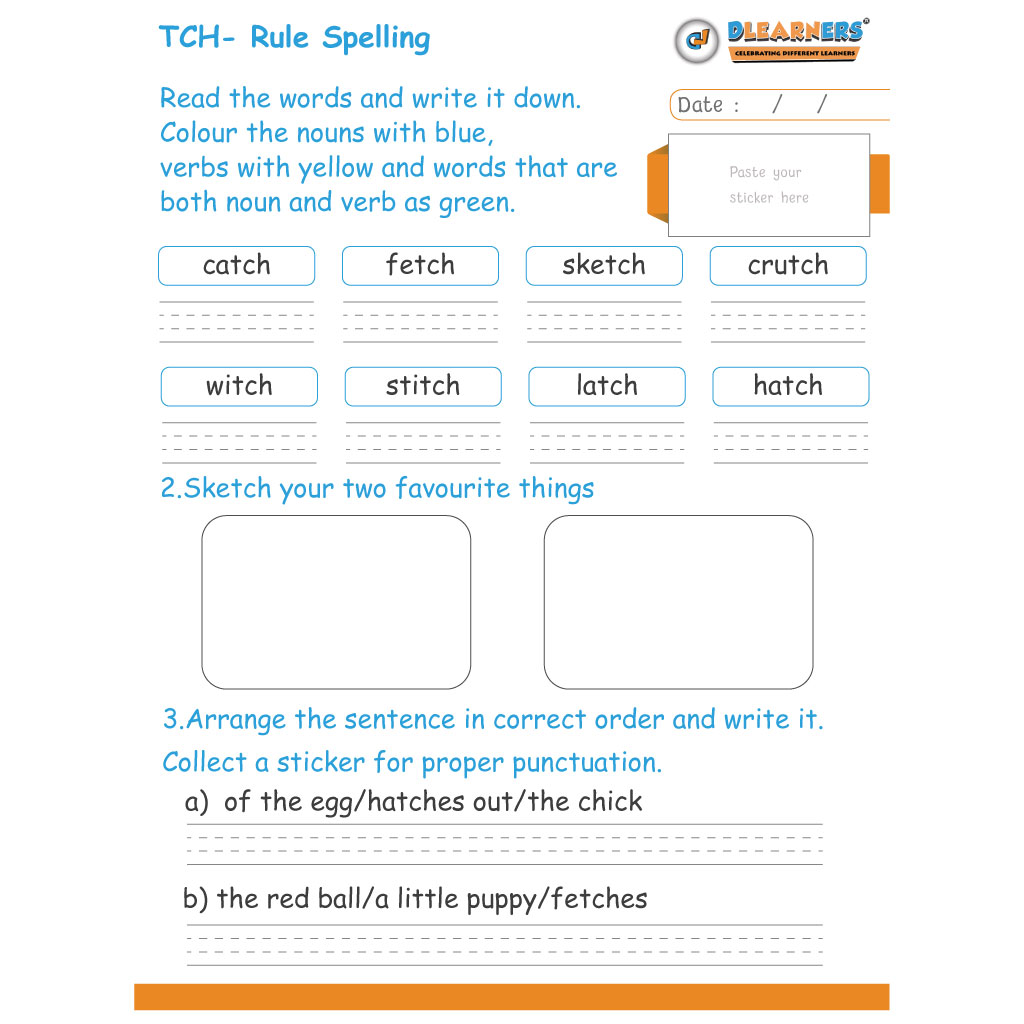 TCH- Rule Spelling
DLEARNERS®
CELEBRATING DIFFERENT LEARNERS
Read the words and write it down.
Colour the nouns with blue,
verbs with yellow and words that are
both noun and verb as green.
Date : / /
Paste your
sticker here
catch fetch sketch crutch
witch stitch latch hatch
2.Sketch your two favourite things
3.Arrange the sentence in correct order and write it.
Collect a sticker for proper punctuation.
a) of the egg/hatches out/the chick
b) the red ball/a little puppy/fetches